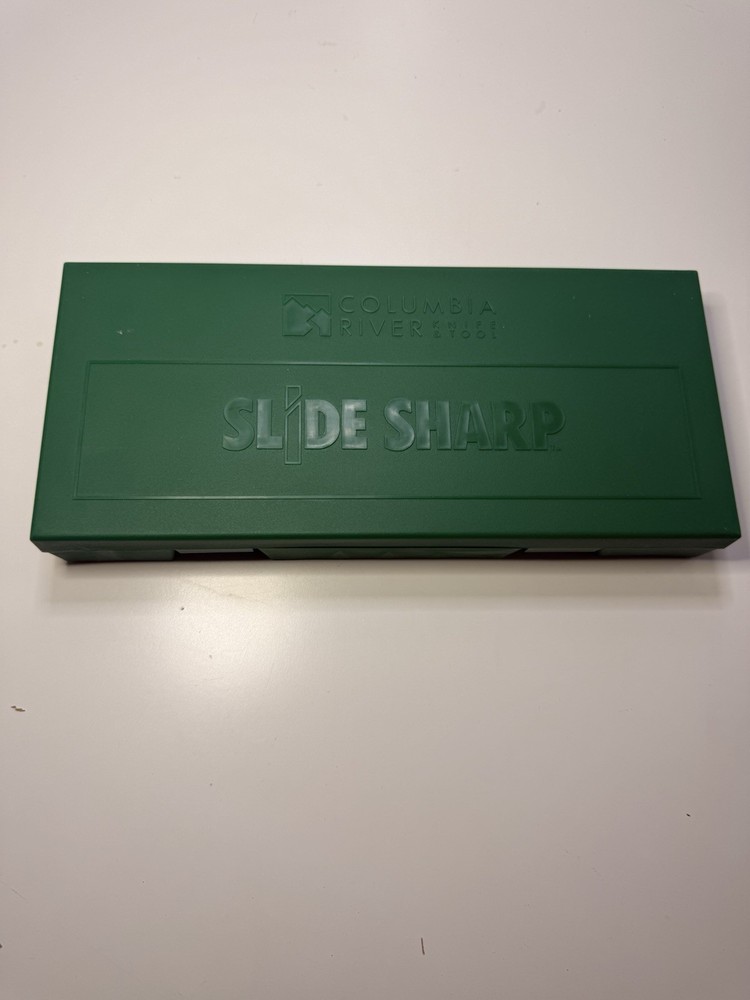 COLUMBIA
RIVER KNIFE
& TOOL
SLIDE SHARP